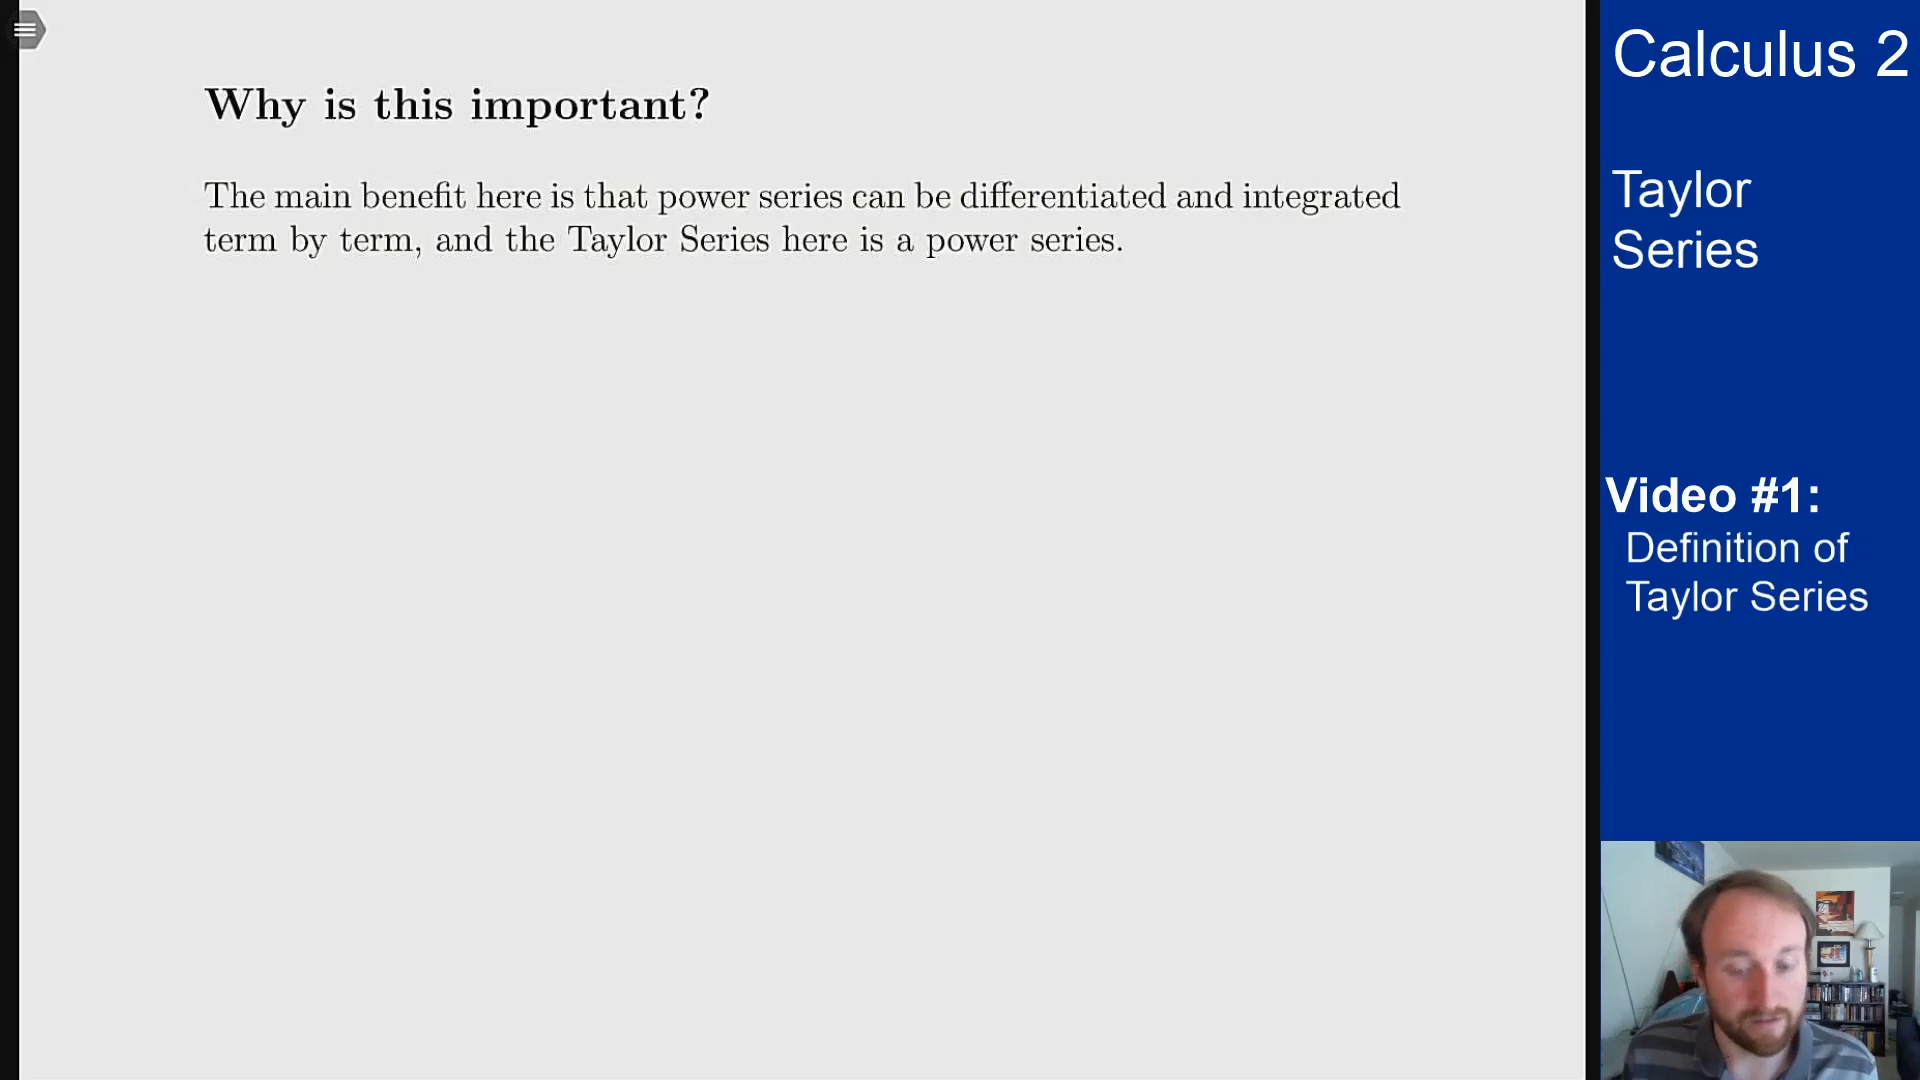 Why is this important?
The main benefit here is that power series can be differentiated and integrated
term by term, and the Taylor Series here is a power series.
Calculus 2
Taylor
Series
Video #1:
Definition of
Taylor Series